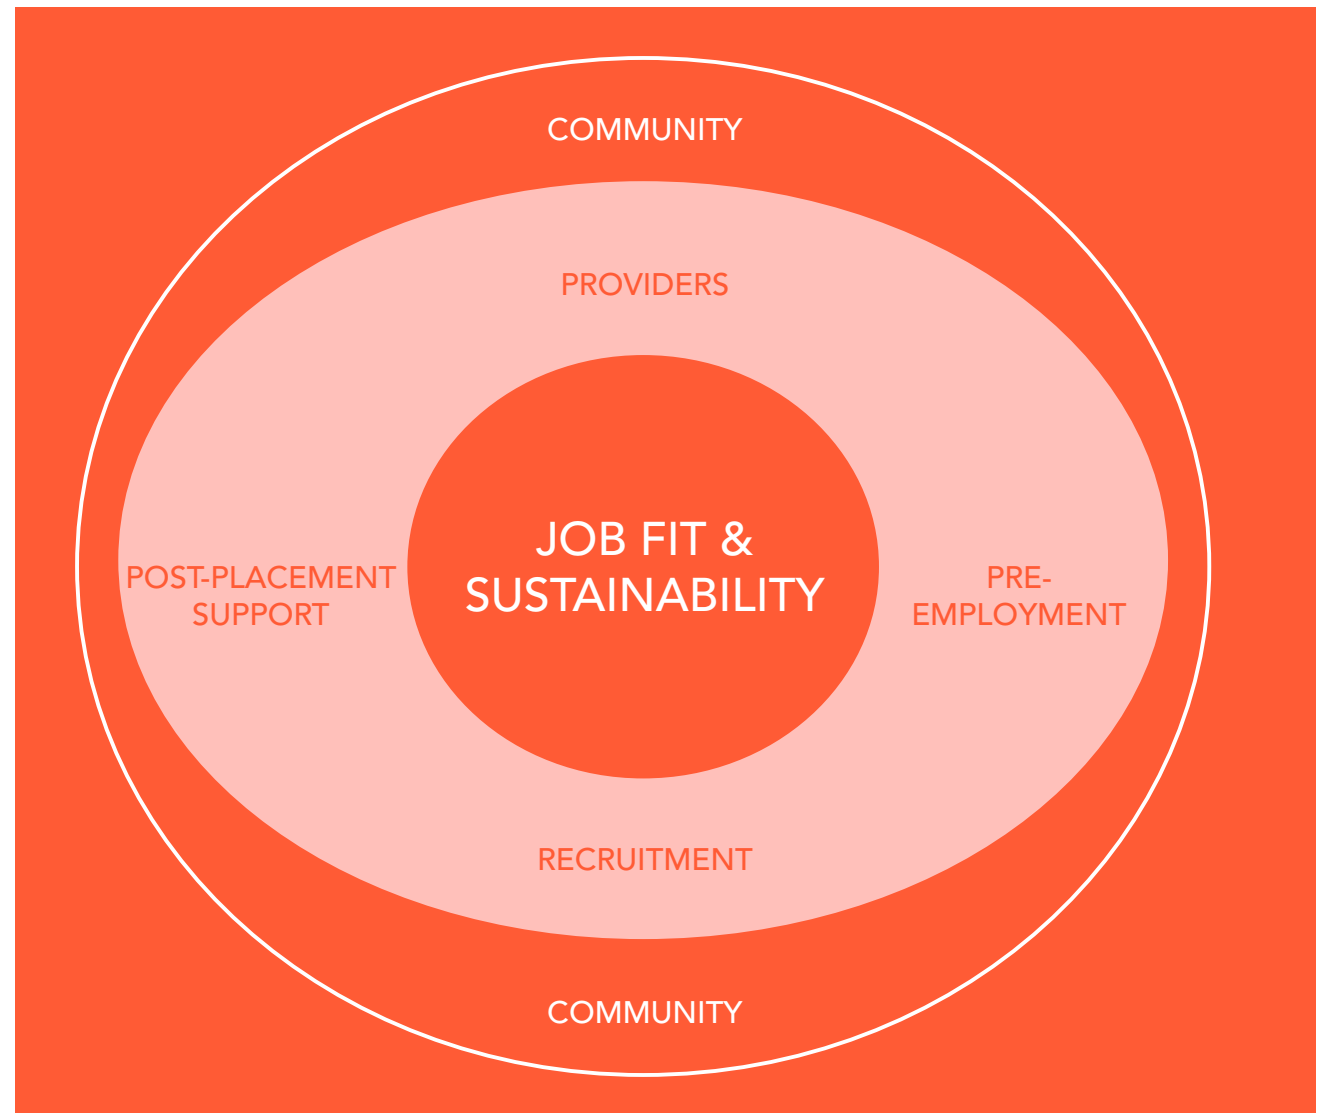 COMMUNITY
PROVIDERS
JOB FIT &
SUSTAINABILITY
POST-PLACEMENT
SUPPORT
PRE-
EMPLOYMENT
RECRUITMENT
COMMUNITY